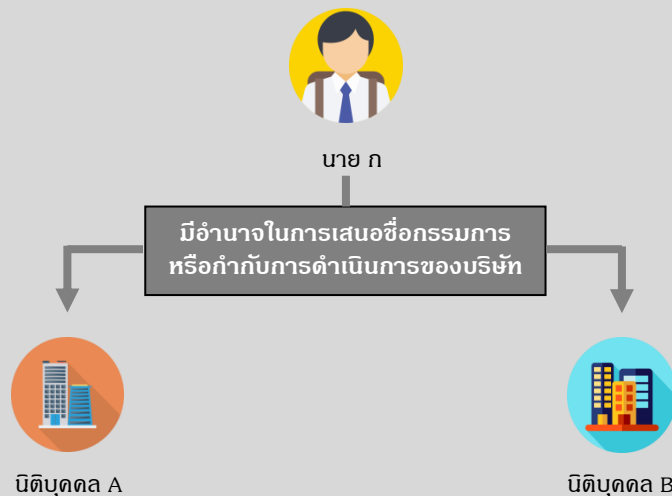 นาย ก
มีอำนาจในการเสนอชื่อกรรมการ
หรือกำกับการดำเนินการของบริษัท
นิติบุคคล A
นิติบุคคล B